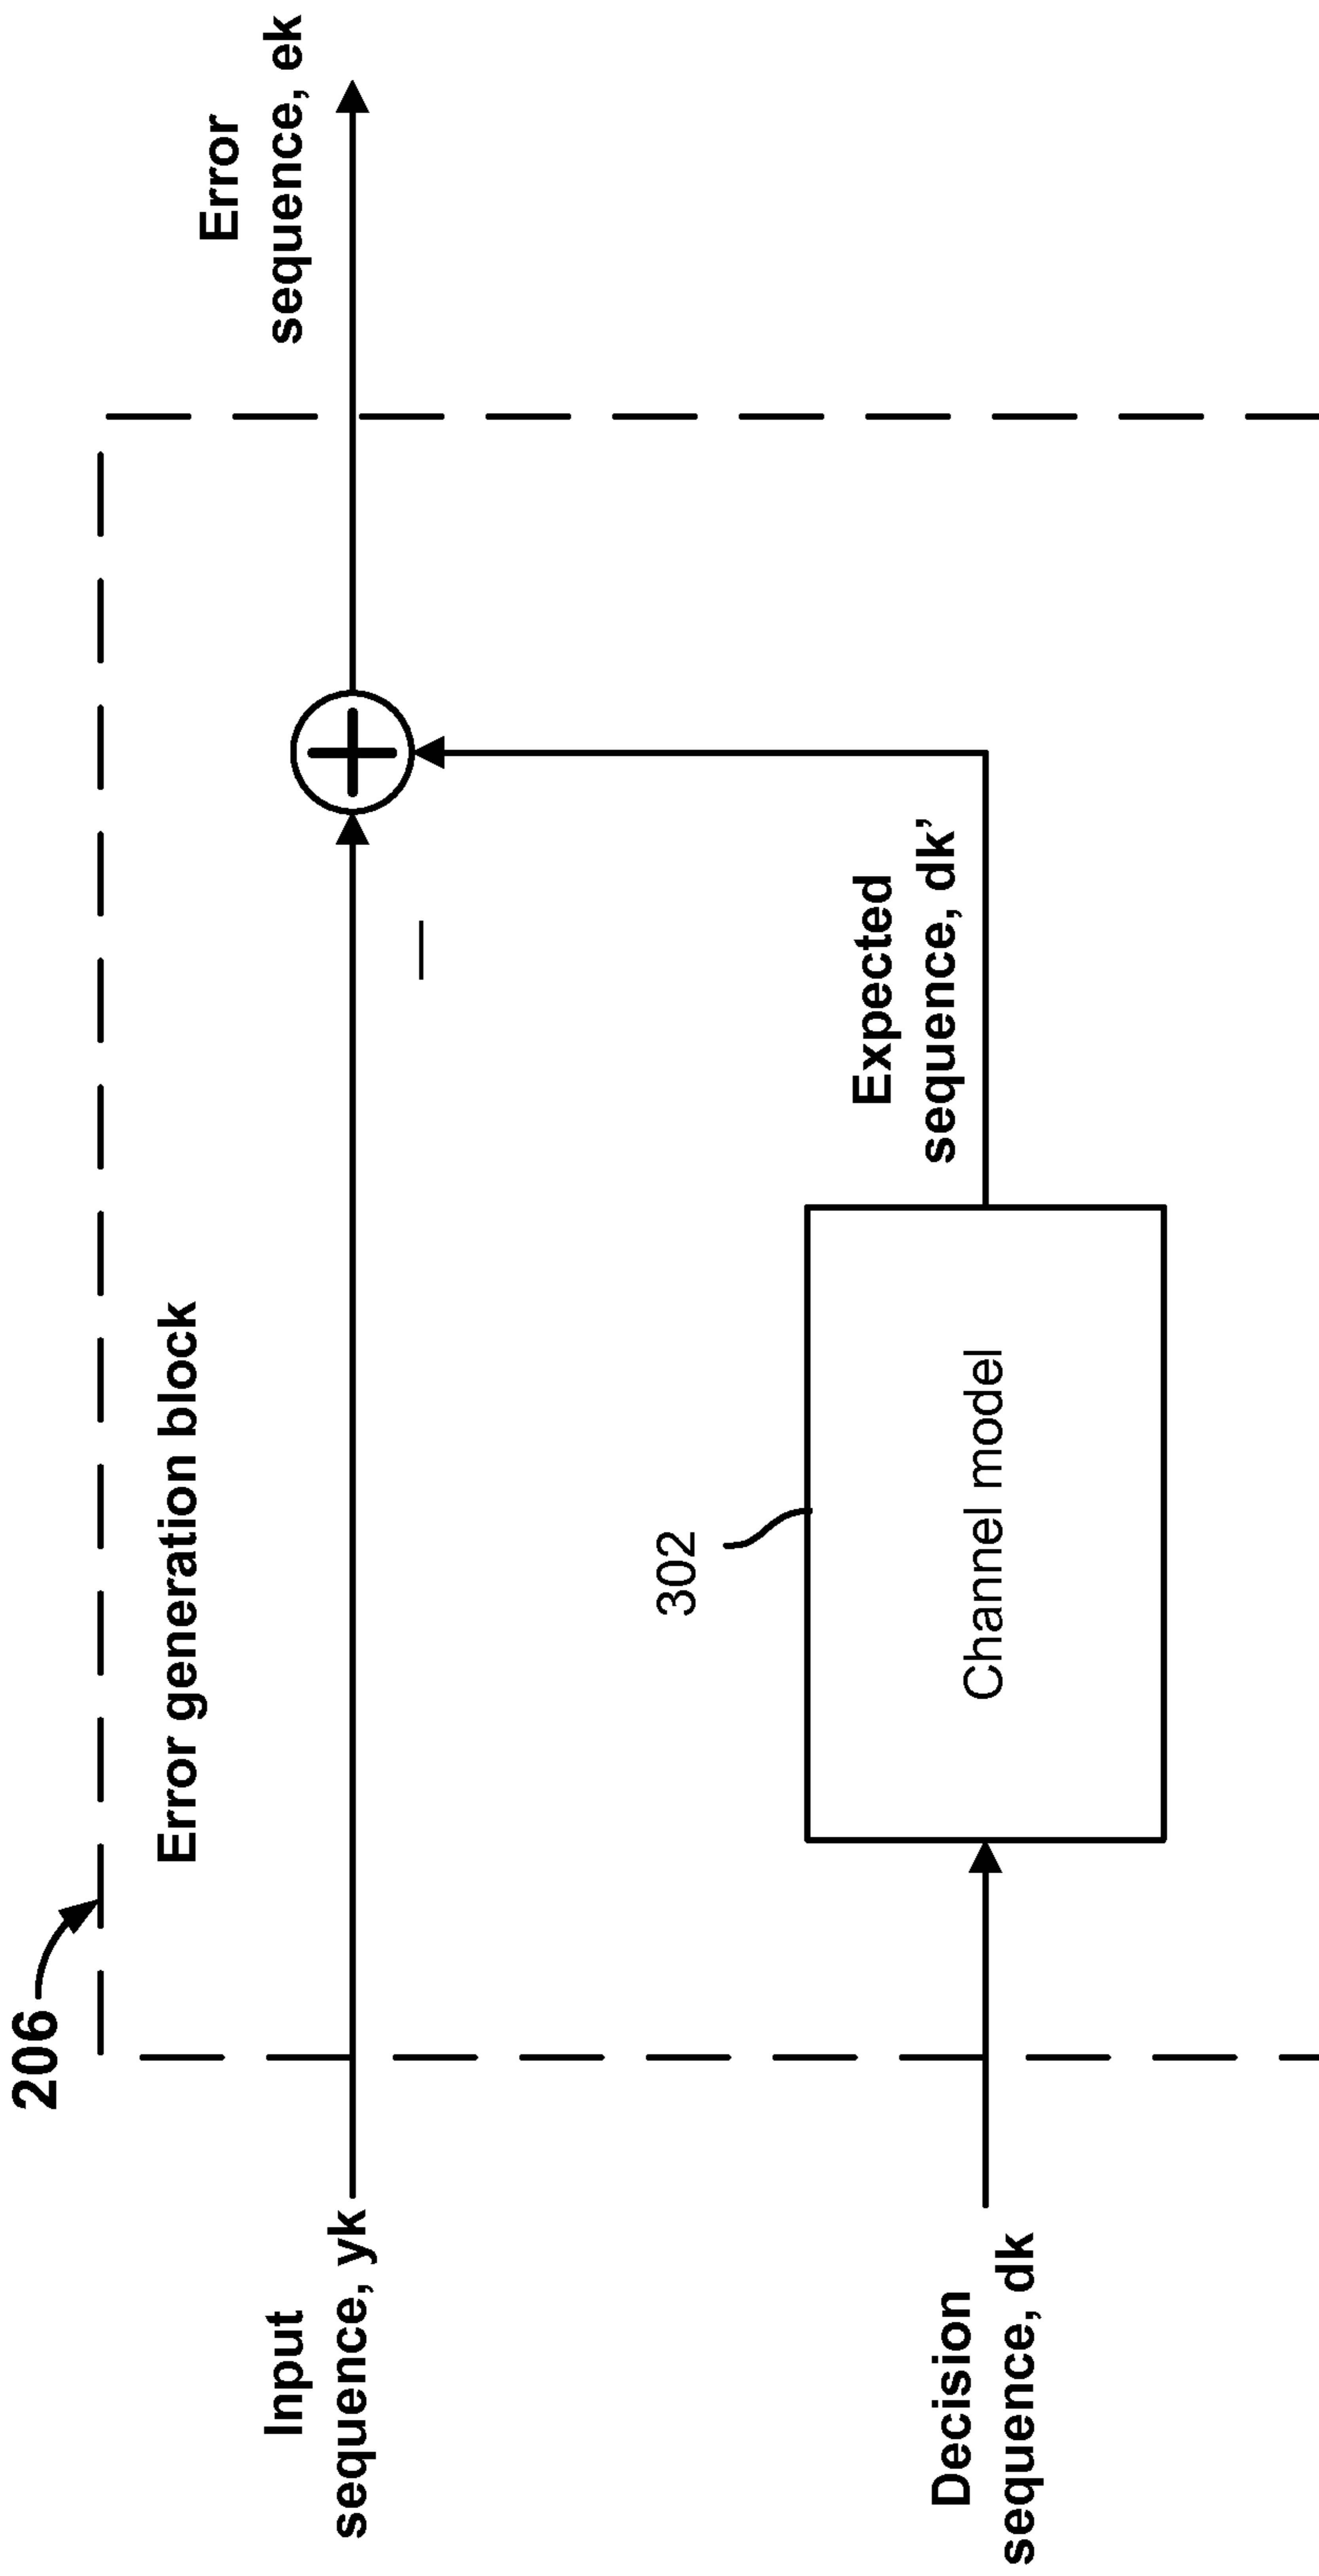 206
Error generation block
Input
sequence, yk
Error
sequence, ek
302
Channel model
Expected
sequence, dk’
Decision
sequence, dk